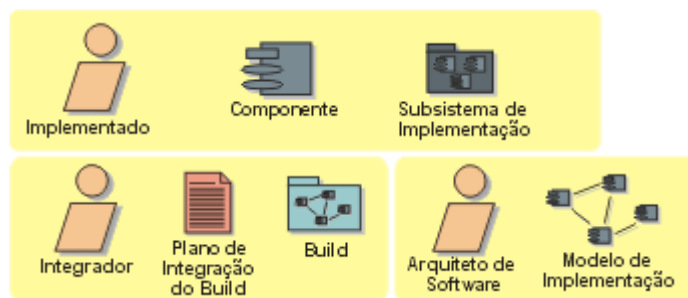 Implementado
Componente
Subsistema de
Implementação
Integrador
Plano de
Integração
do Build
Build
Arquiteto de
Software
Modelo de
Implementação